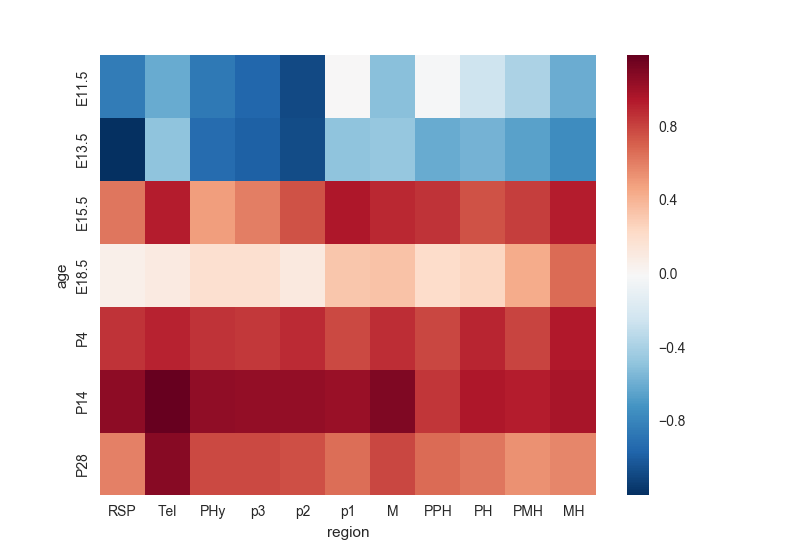 E11.5
E13.5
E15.5
E18.5
P4
P14
P28
age
RSP Tel PHy p3 p2 p1 M PPH PH PMH MH
region
0.8
0.4
0.0
−0.4
−0.8